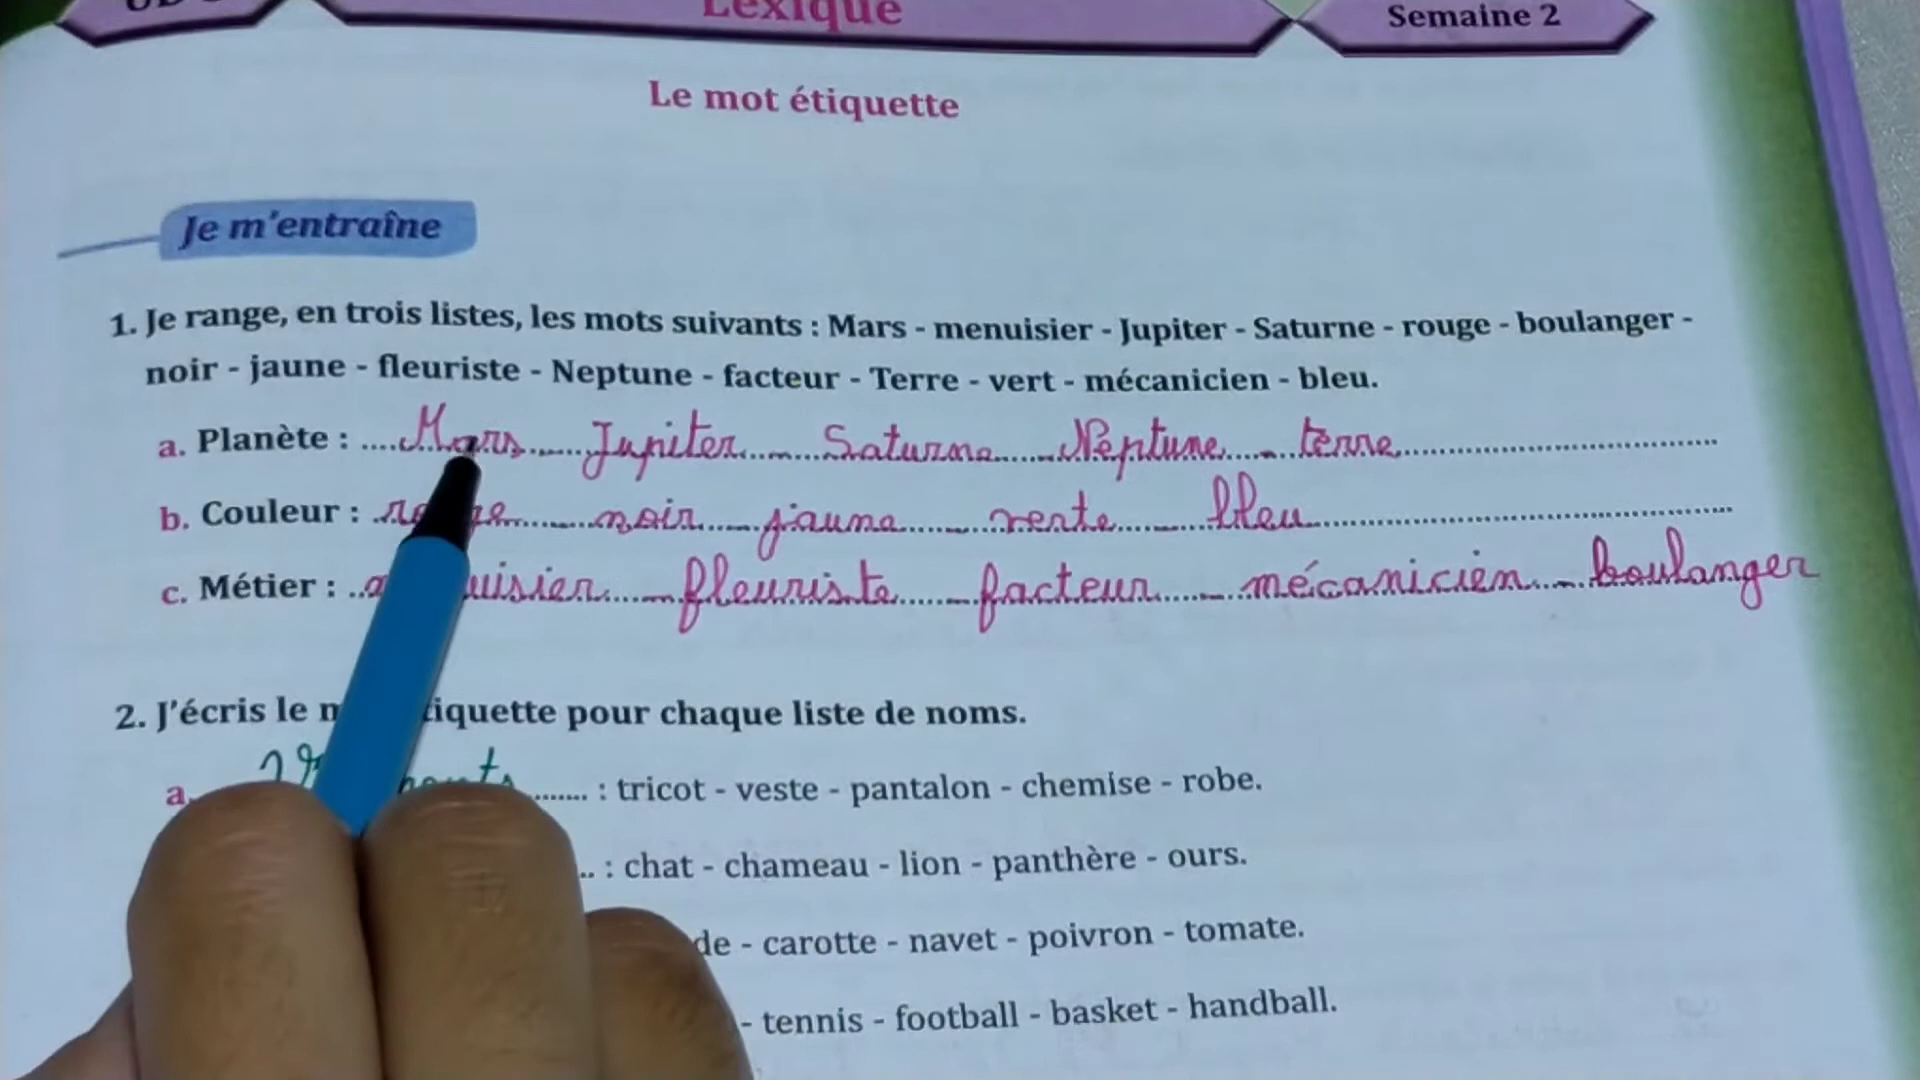 Lexique
Semaine 2
Le mot étiquette
Je m'entraîne
1. Je range, en trois listes, les mots suivants : Mars - menuisier - Jupiter - Saturne - rouge - boulanger -
noir - jaune - fleuriste - Neptune - facteur - Terre - vert - mécanicien - bleu.
a. Planète : .... Mars ...... Jupiter ...... Saturne ...... Neptune ...... terre ......
b. Couleur : ...... noir ...... jaune ...... verte ...... bleu ......
c. Métier : ...... fleuriste ...... facteur ...... mécanicien ...... boulanger
2. J'écris le iquette pour chaque liste de noms.
a. ...... : tricot - veste - pantalon - chemise - robe.
.. : chat - chameau - lion - panthère - ours.
de - carotte - navet - poivron - tomate.
- tennis - football - basket - handball.